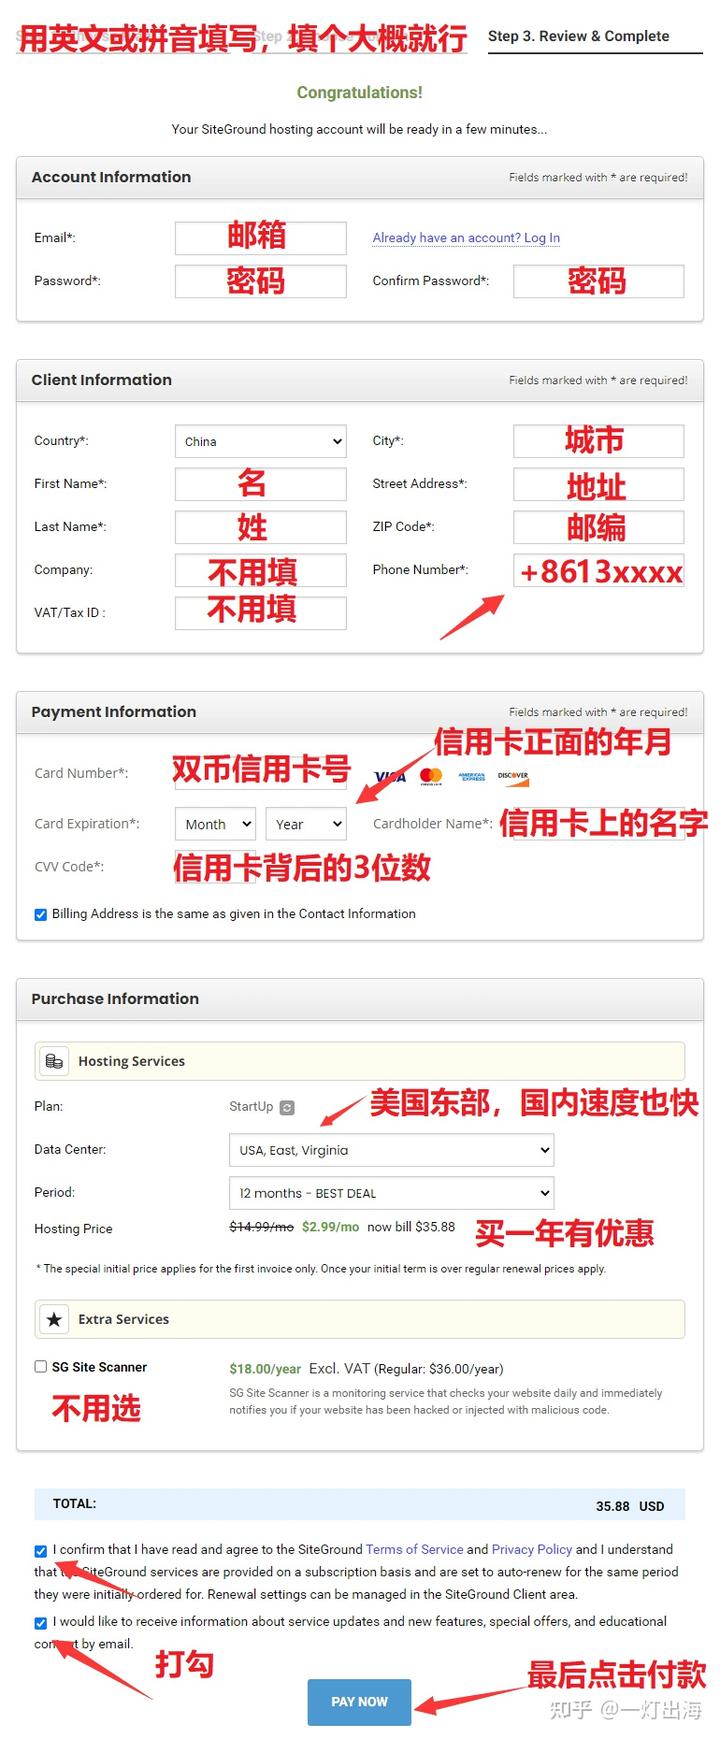 用英文或拼音填写，填个大概就行
Step 3. Review & Complete
Congratulations!
Your SiteGround hosting account will be ready in a few minutes...
Account Information Fields marked with * are required!
Email*: 邮箱 Already have an account? Log In
Password*: 密码 Confirm Password*: 密码
Client Information Fields marked with * are required!
Country*: China City*: 城市
First Name*: 名 Street Address*: 地址
Last Name*: 姓 ZIP Code*: 邮编
Company: 不用填 Phone Number*: +8613xxxx
VAT/Tax ID : 不用填
Payment Information Fields marked with * are required!
信用卡正面的年月
Card Number*: 双币信用卡号 VISA mastercard AMERICAN EXPRESS DISCOVER
Card Expiration*: Month Year Cardholder Name*: 信用卡上的名字
CVV Code*: 信用卡背后的3位数
Billing Address is the same as given in the Contact Information
Purchase Information
Hosting Services
Plan: StartUp 美国东部，国内速度也快
Data Center: USA, East, Virginia
Period: 12 months - BEST DEAL
Hosting Price $14.99/mo $2.99/mo now bill $35.88 买一年有优惠
* The special initial price applies for the first invoice only. Once your initial term is over regular renewal prices apply.
Extra Services
SG Site Scanner $18.00/year Excl. VAT (Regular: $36.00/year)
不用选 SG Site Scanner is a monitoring service that checks your website daily and immediately
notifies you if your website has been hacked or injected with malicious code.
TOTAL: 35.88 USD
I confirm that I have read and agree to the SiteGround Terms of Service and Privacy Policy and I understand
that the SiteGround services are provided on a subscription basis and are set to auto-renew for the same period
they were initially ordered for. Renewal settings can be managed in the SiteGround Client area.
I would like to receive information about service updates and new features, special offers, and educational
content by email.
打勾
最后点击付款
PAY NOW
知乎 @一灯出海